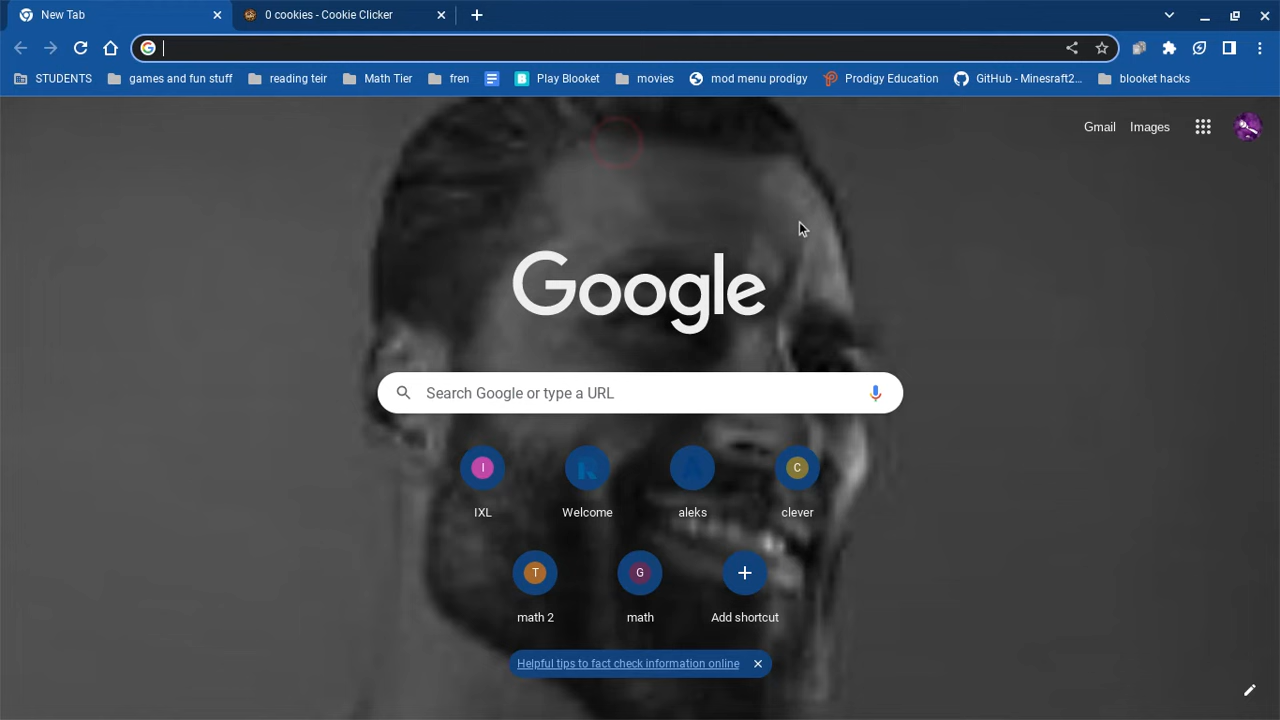 New Tab
0 cookies - Cookie Clicker
STUDENTS
games and fun stuff
reading teir
Math Tier
fren
Play Blooket
movies
mod menu prodigy
Prodigy Education
GitHub - Minesraft2...
blooket hacks
Gmail
Images
Google
Search Google or type a URL
I
C
IXL
Welcome
aleks
clever
T
G
math 2
math
Add shortcut
Helpful tips to fact check information online